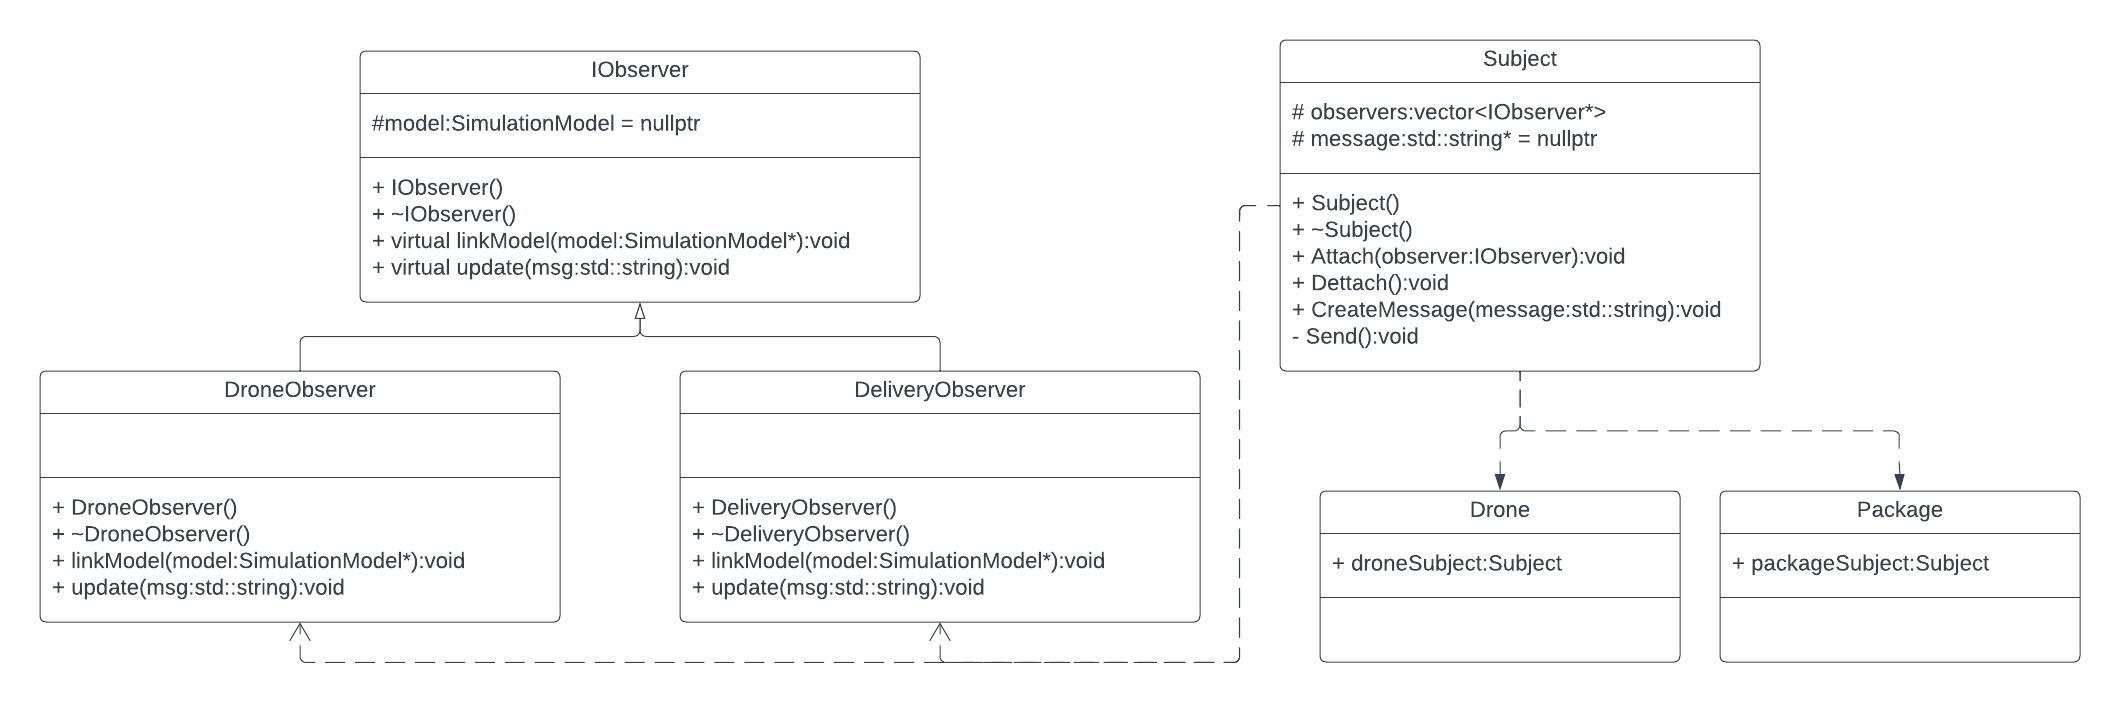 IObserver
#model:SimulationModel = nullptr
+ IObserver()
+ ~IObserver()
+ virtual linkModel(model:SimulationModel*):void
+ virtual update(msg:std::string):void
Subject
# observers:vector<IObserver*>
# message:std::string* = nullptr
+ Subject()
+ ~Subject()
+ Attach(observer:IObserver):void
+ Dettach():void
+ CreateMessage(message:std::string):void
- Send():void
DroneObserver
+ DroneObserver()
+ ~DroneObserver()
+ linkModel(model:SimulationModel*):void
+ update(msg:std::string):void
DeliveryObserver
+ DeliveryObserver()
+ ~DeliveryObserver()
+ linkModel(model:SimulationModel*):void
+ update(msg:std::string):void
Drone
+ droneSubject:Subject
Package
+ packageSubject:Subject